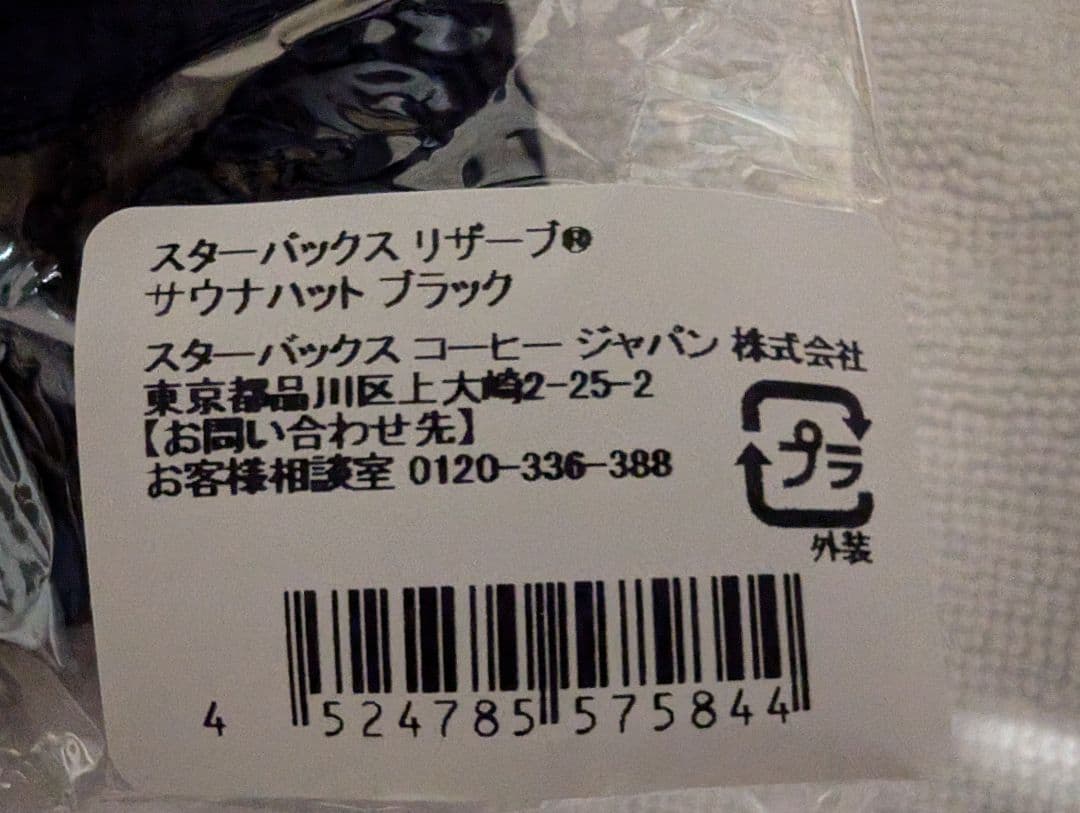 スターバックス リザーブ®
サウナハット ブラック
スターバックス コーヒー ジャパン 株式会社
東京都品川区上大崎2-25-2
【お問い合わせ先】
お客様相談室 0120-336-388
プラ
外装
4 524785 575844